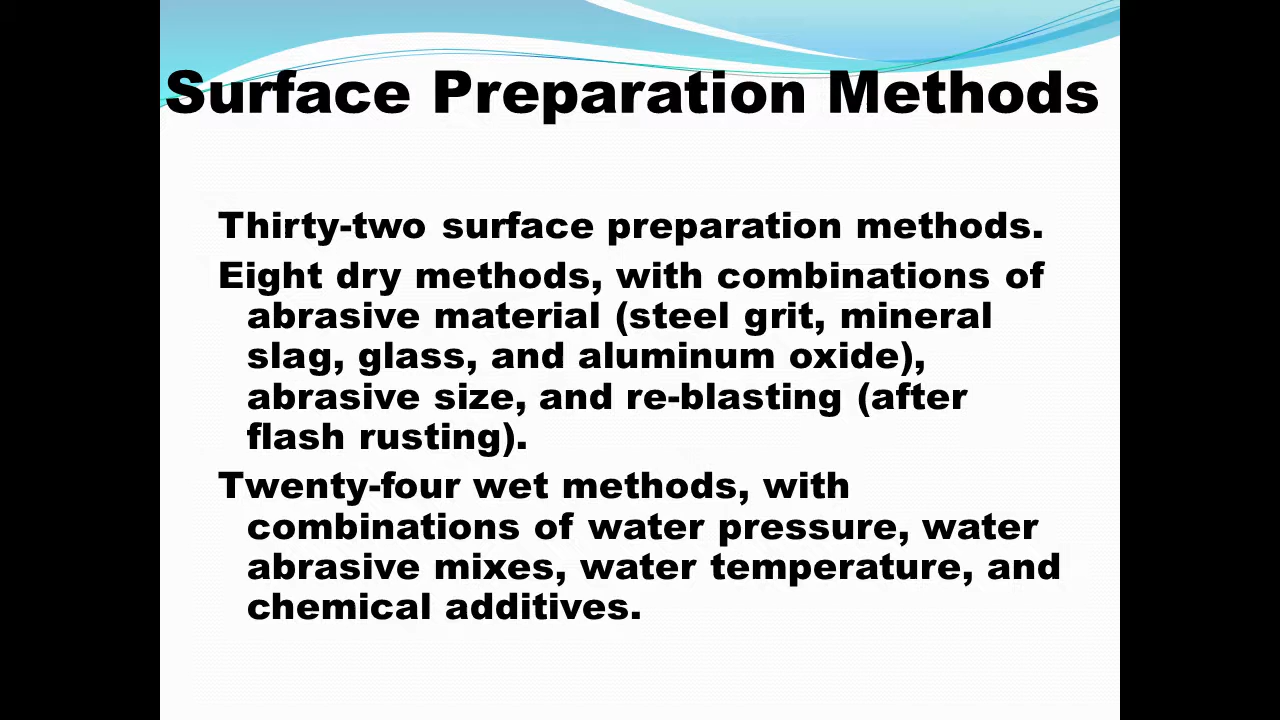 Surface Preparation Methods
Thirty-two surface preparation methods.
Eight dry methods, with combinations of
abrasive material (steel grit, mineral
slag, glass, and aluminum oxide),
abrasive size, and re-blasting (after
flash rusting).
Twenty-four wet methods, with
combinations of water pressure, water
abrasive mixes, water temperature, and
chemical additives.